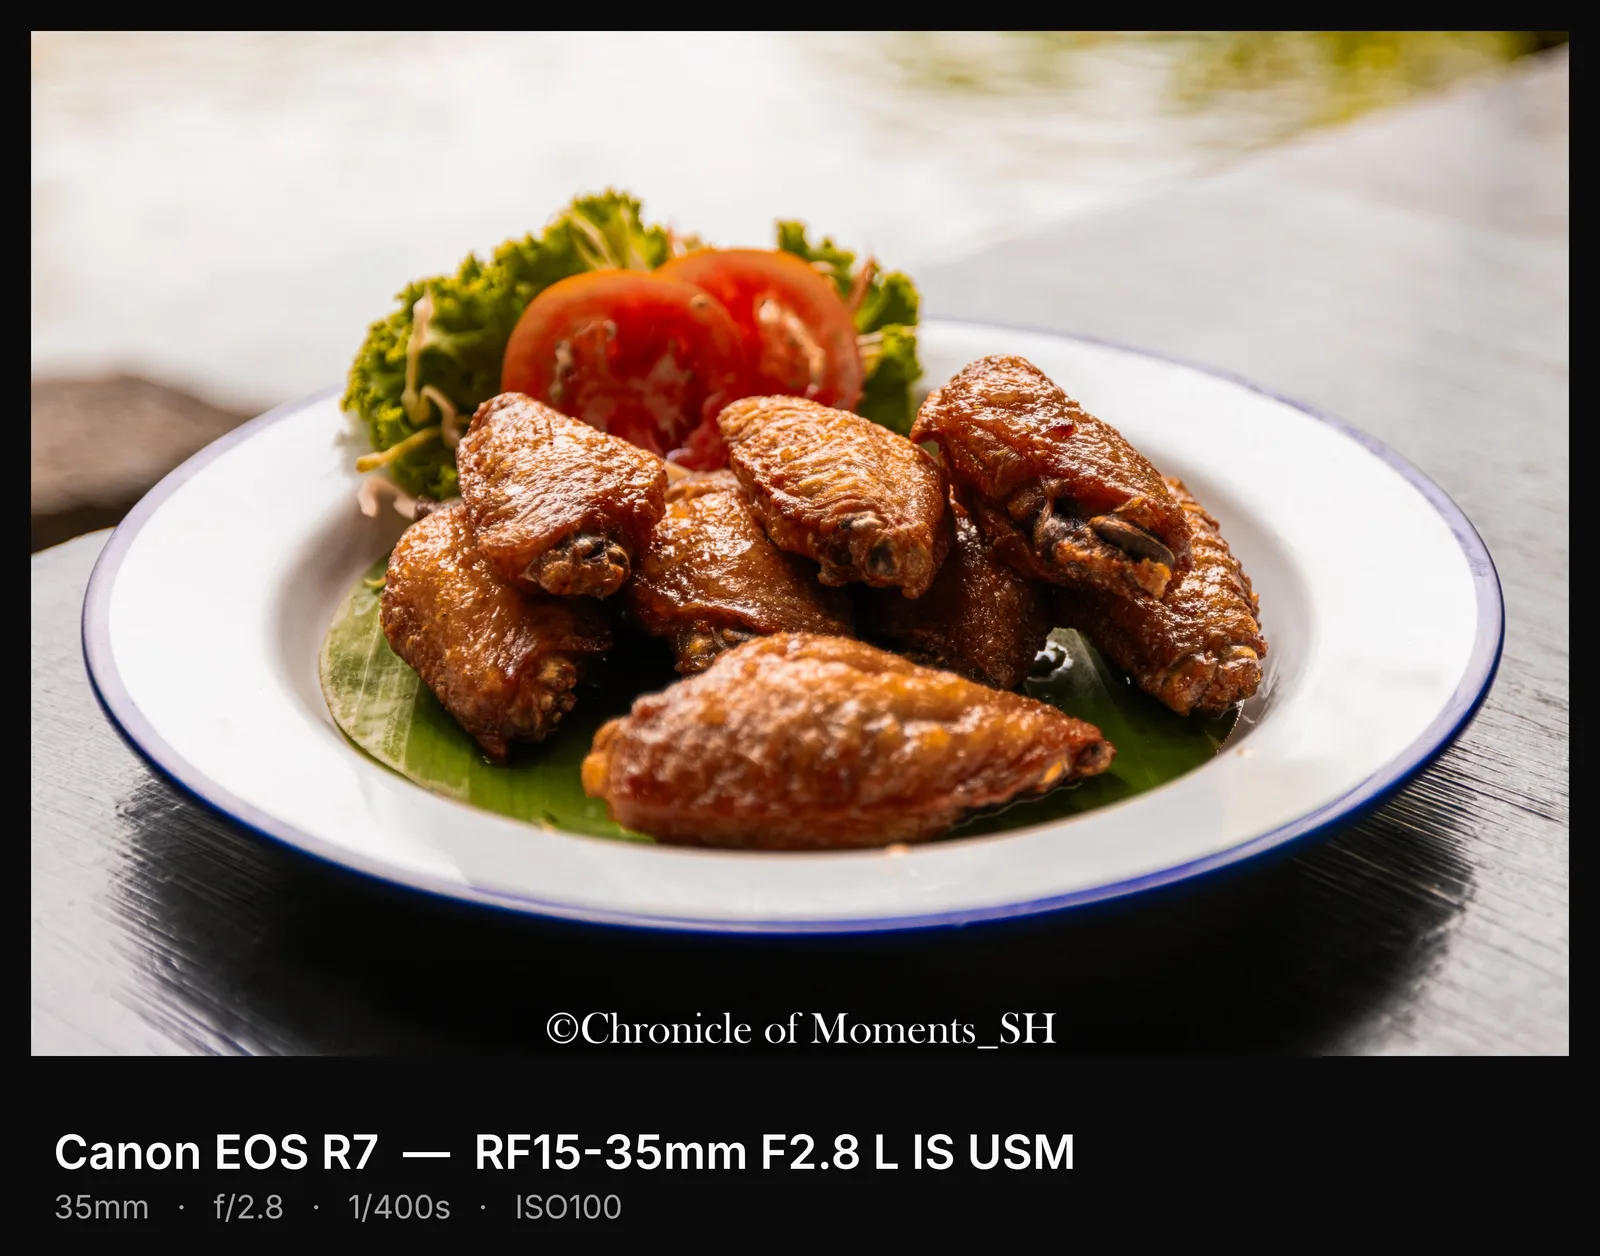 ©Chronicle of Moments_SH
Canon EOS R7 — RF15-35mm F2.8 L IS USM
35mm · f/2.8 · 1/400s · ISO100